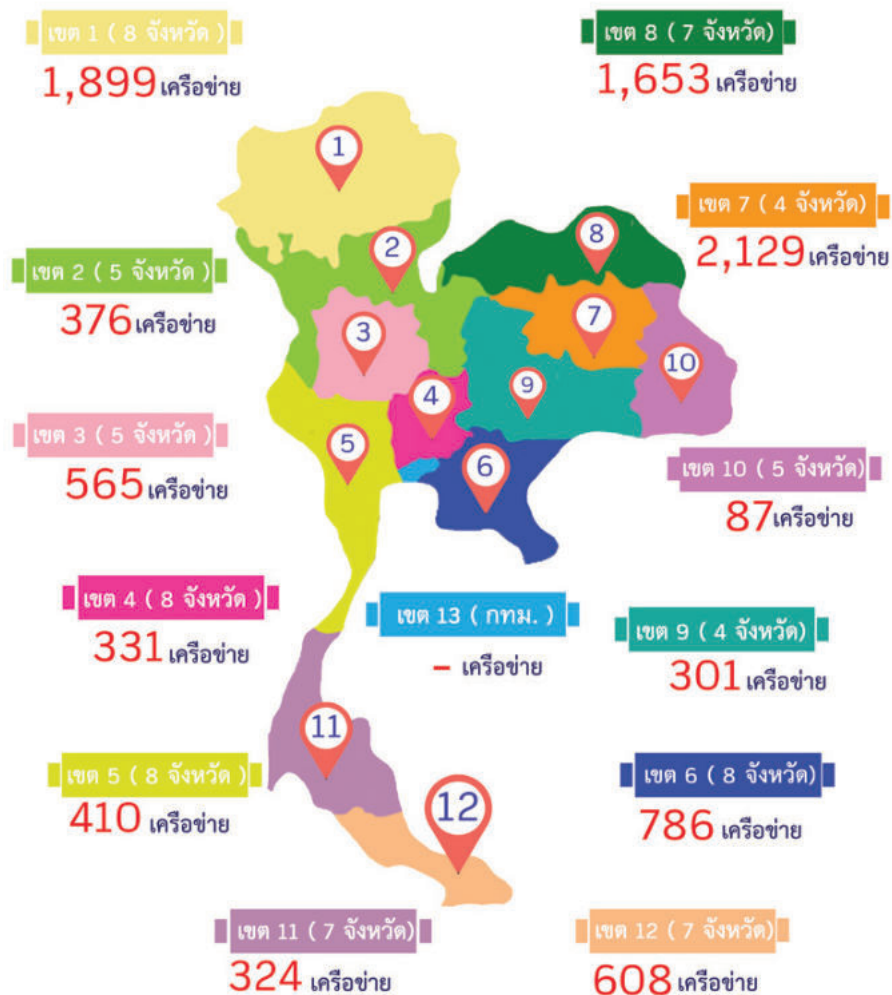 เขต 1 ( 8 จังหวัด )
1,899 เครือข่าย
เขต 8 ( 7 จังหวัด)
1,653 เครือข่าย
1
เขต 7 ( 4 จังหวัด)
2,129 เครือข่าย
2
8
เขต 2 ( 5 จังหวัด )
376 เครือข่าย
3
7
4
9
10
เขต 3 ( 5 จังหวัด )
565 เครือข่าย
5
6
เขต 10 ( 5 จังหวัด)
87 เครือข่าย
เขต 4 ( 8 จังหวัด )
331 เครือข่าย
เขต 13 ( กทม. )
– เครือข่าย
เขต 9 ( 4 จังหวัด)
301 เครือข่าย
11
เขต 5 ( 8 จังหวัด )
410 เครือข่าย
12
เขต 6 ( 8 จังหวัด)
786 เครือข่าย
เขต 11 ( 7 จังหวัด)
324 เครือข่าย
เขต 12 ( 7 จังหวัด)
608 เครือข่าย